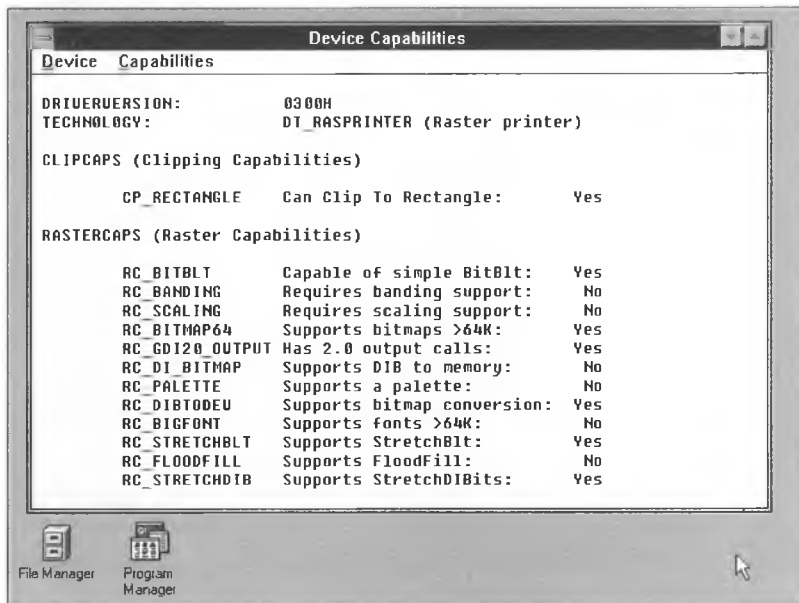 Device Capabilities
Device Capabilities
DRIVERVERSION: 0300H
TECHNOLOGY: DT_RASPRINTER (Raster printer)
CLIPCAPS (Clipping Capabilities)
CP_RECTANGLE Can Clip To Rectangle: Yes
RASTERCAPS (Raster Capabilities)
RC_BITBLT Capable of simple BitBlt: Yes
RC_BANDING Requires banding support: No
RC_SCALING Requires scaling support: No
RC_BITMAP64 Supports bitmaps >64K: Yes
RC_GDI20_OUTPUT Has 2.0 output calls: Yes
RC_DI_BITMAP Supports DIB to memory: No
RC_PALETTE Supports a palette: No
RC_DIBTODEV Supports bitmap conversion: Yes
RC_BIGFONT Supports fonts >64K: No
RC_STRETCHBLT Supports StretchBlt: Yes
RC_FLOODFILL Supports FloodFill: No
RC_STRETCHDIB Supports StretchDIBits: Yes
File Manager
Program
Manager